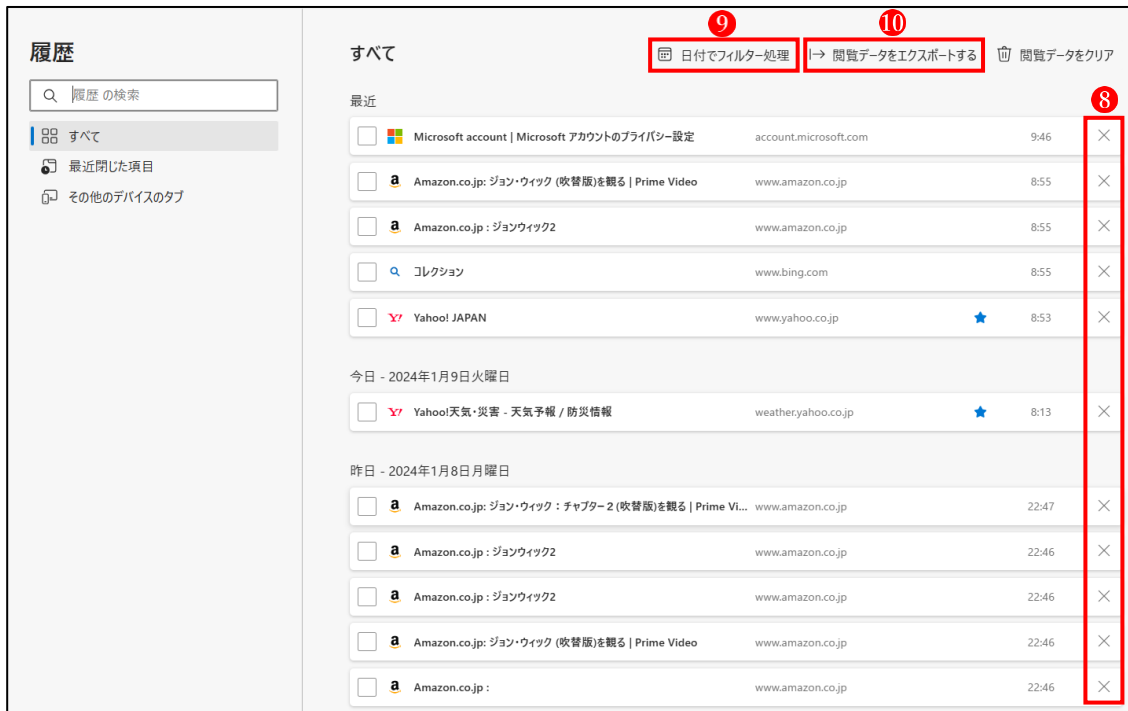 履歴
履歴 の検索
すべて
最近閉じた項目
その他のデバイスのタブ
9
10
すべて
日付でフィルター処理
閲覧データをエクスポートする
閲覧データをクリア
8
最近
Microsoft account | Microsoft アカウントのプライバシー設定 account.microsoft.com 9:46
a Amazon.co.jp: ジョン・ウィック (吹替版)を観る | Prime Video www.amazon.co.jp 8:55
a Amazon.co.jp : ジョンウィック2 www.amazon.co.jp 8:55
コレクション www.bing.com 8:55
Y! Yahoo! JAPAN www.yahoo.co.jp 8:53
今日 - 2024年1月9日火曜日
Y! Yahoo!天気・災害 - 天気予報 / 防災情報 weather.yahoo.co.jp 8:13
昨日 - 2024年1月8日月曜日
a Amazon.co.jp: ジョン・ウィック：チャプター 2 (吹替版)を観る | Prime Vi... www.amazon.co.jp 22:47
a Amazon.co.jp : ジョンウィック2 www.amazon.co.jp 22:46
a Amazon.co.jp : ジョンウィック2 www.amazon.co.jp 22:46
a Amazon.co.jp: ジョン・ウィック (吹替版)を観る | Prime Video www.amazon.co.jp 22:46
a Amazon.co.jp : www.amazon.co.jp 22:46